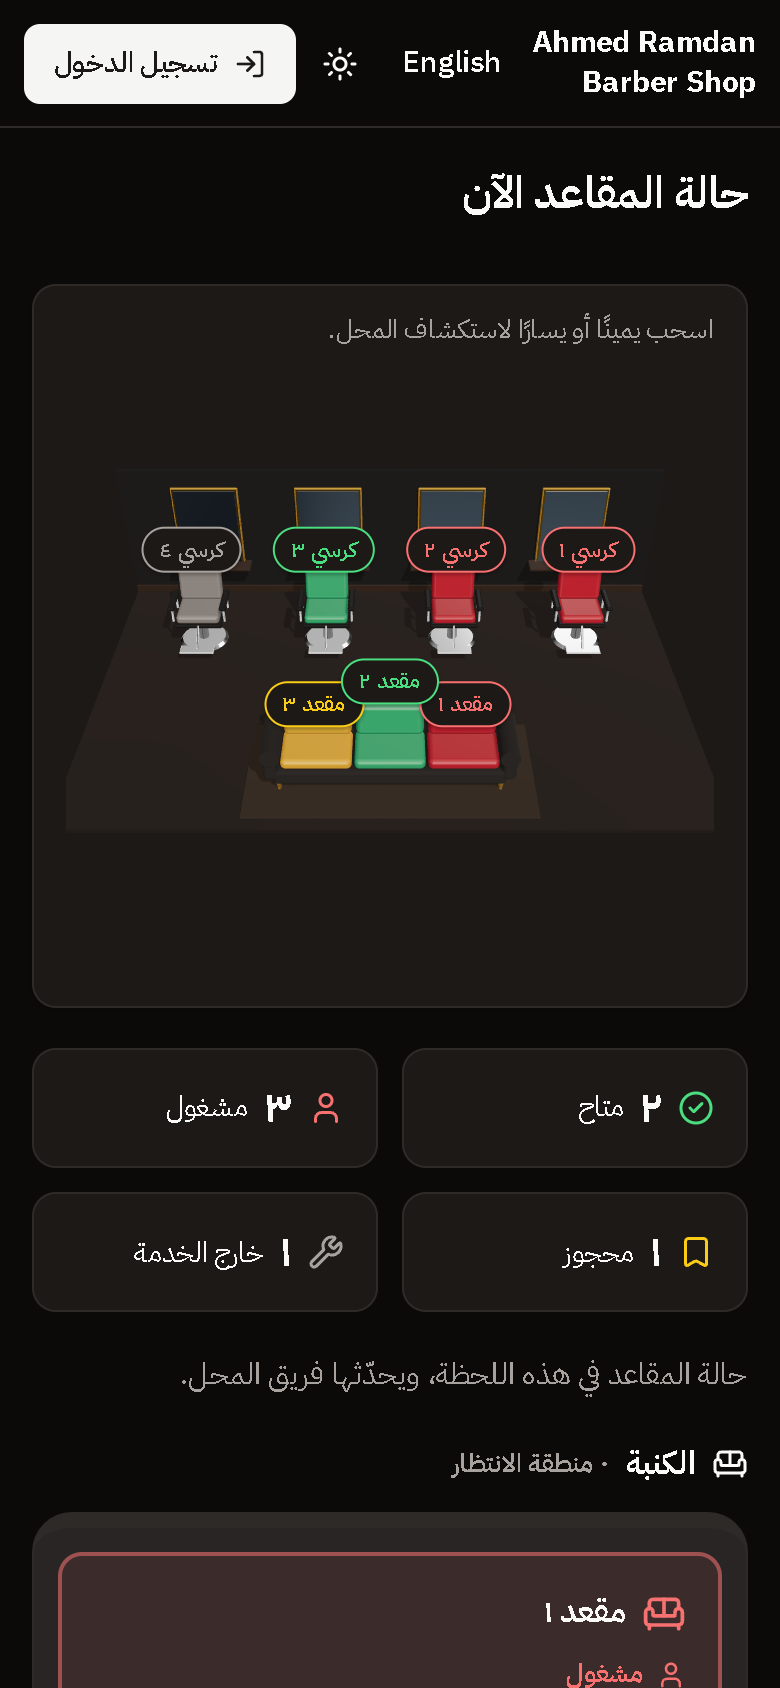 Ahmed Ramdan
Barber Shop
English
تسجيل الدخول
حالة المقاعد الآن
اسحب يمينًا أو يسارًا لاستكشاف المحل.
كرسي ١
كرسي ٢
كرسي ٣
كرسي ٤
مقعد ١
مقعد ٢
مقعد ٣
٢ متاح
٣ مشغول
١ محجوز
١ خارج الخدمة
حالة المقاعد في هذه اللحظة، ويحدّثها فريق المحل.
الكنبة · منطقة الانتظار
مقعد ١
مشغول